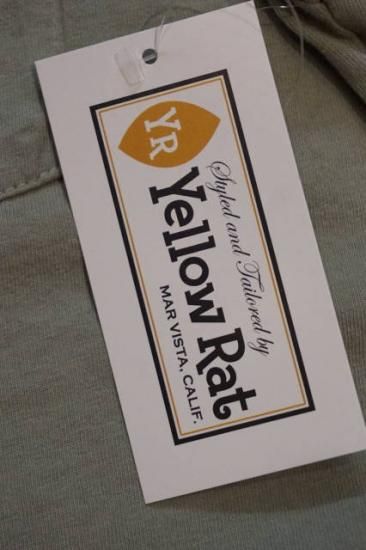 YR
Styled and Tailored by
Yellow Rat
MAR VISTA, CALIF.